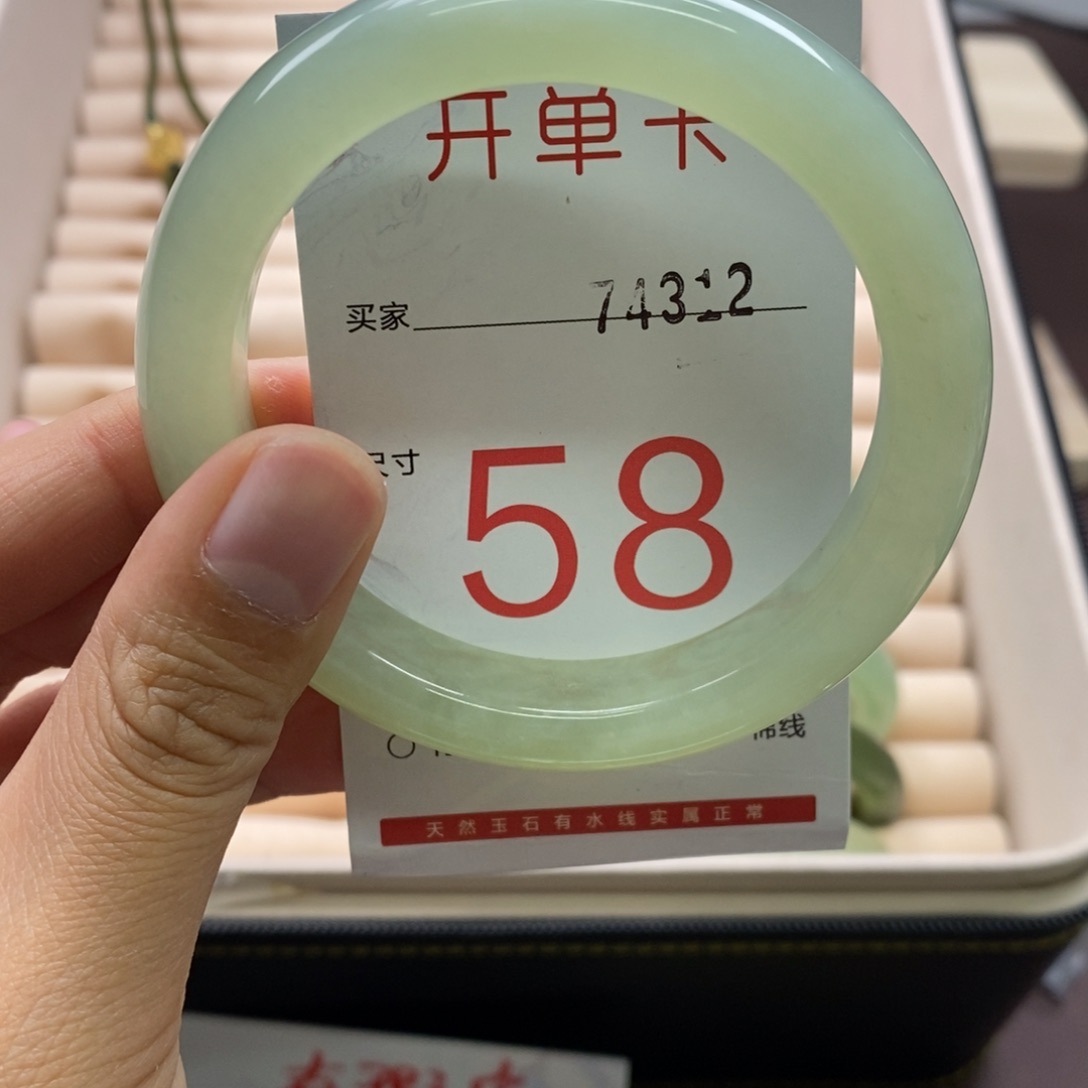 开单卡
买家 74312
尺寸 58
线
天然玉石有水线实属正常